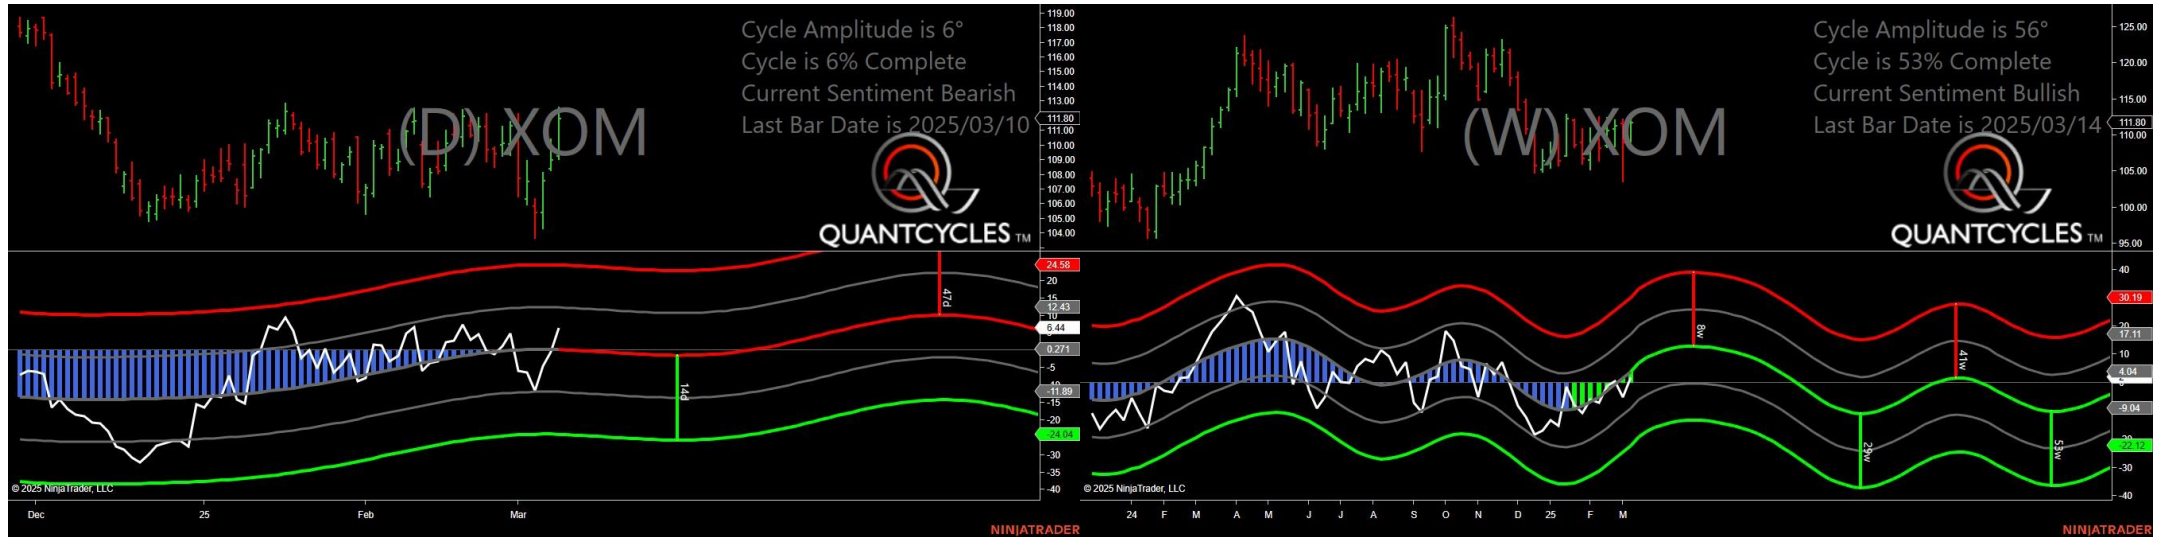 Cycle Amplitude is 6°
Cycle is 6% Complete
Current Sentiment Bearish
Last Bar Date is 2025/03/10
(D) XOM
QUANTCYCLES TM
119.00
118.00
117.00
116.00
115.00
114.00
113.00
111.80
111.00
110.00
109.00
108.00
107.00
106.00
105.00
104.00
24.58
20
15
12.43
10
6.44
0.271
-5
-11.89
-15
-20
-24.04
-30
-35
-40
47d
14d
© 2025 NinjaTrader, LLC
Dec
25
Feb
Mar
NINJATRADER
Cycle Amplitude is 56°
Cycle is 53% Complete
Current Sentiment Bullish
Last Bar Date is 2025/03/14
(W) XOM
QUANTCYCLES TM
125.00
120.00
115.00
111.80
110.00
105.00
100.00
95.00
40
30.19
20
17.11
10
4.04
-9.04
-22.12
-30
-40
8w
29w
41w
53w
© 2025 NinjaTrader, LLC
24 F M A M J J A S O N D 25 F M
NINJATRADER